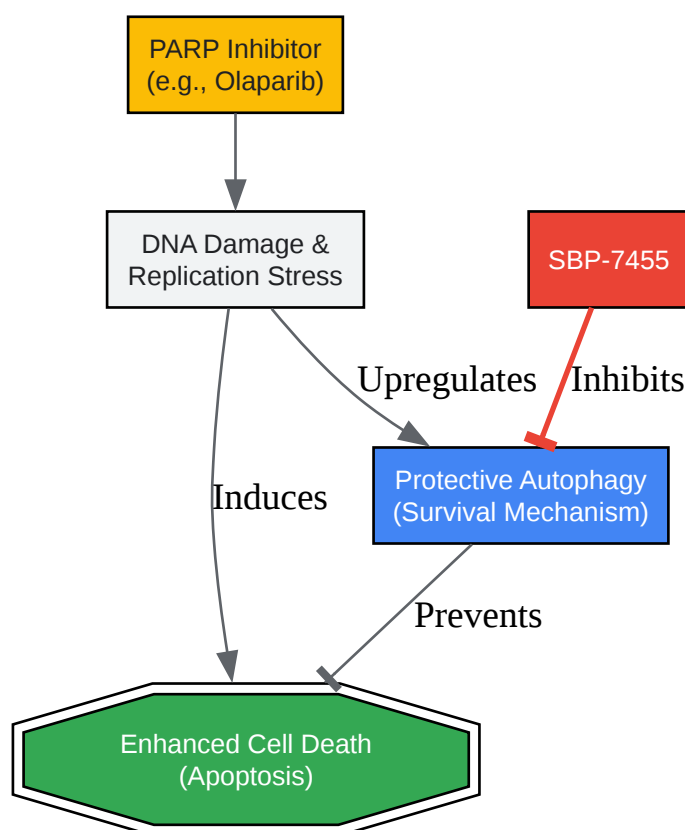 PARP Inhibitor
(e.g., Olaparib)
DNA Damage &
Replication Stress
SBP-7455
Upregulates
Inhibits
Protective Autophagy
(Survival Mechanism)
Induces
Prevents
Enhanced Cell Death
(Apoptosis)